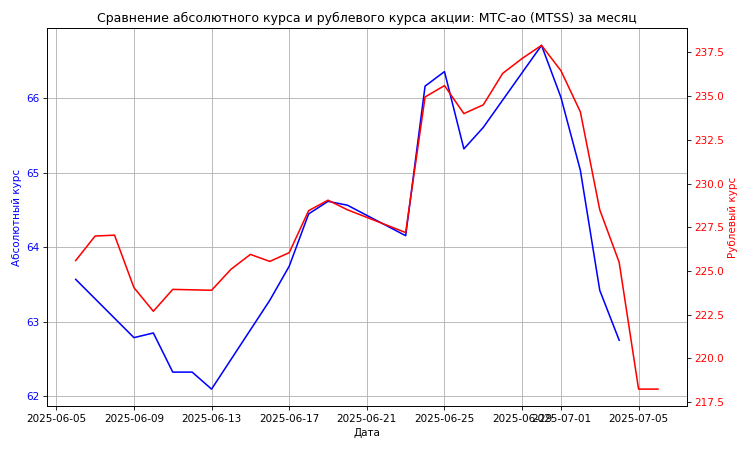 Сравнение абсолютного курса и рублевого курса акции: МТС-ао (MTSS) за месяц
Абсолютный курс
66
65
64
63
62
237.5
235.0
232.5
230.0
227.5
225.0
222.5
220.0
217.5
Рублевый курс
2025-06-05 2025-06-09 2025-06-13 2025-06-17 2025-06-21 2025-06-25 2025-06-29 2025-07-01 2025-07-05
Дата